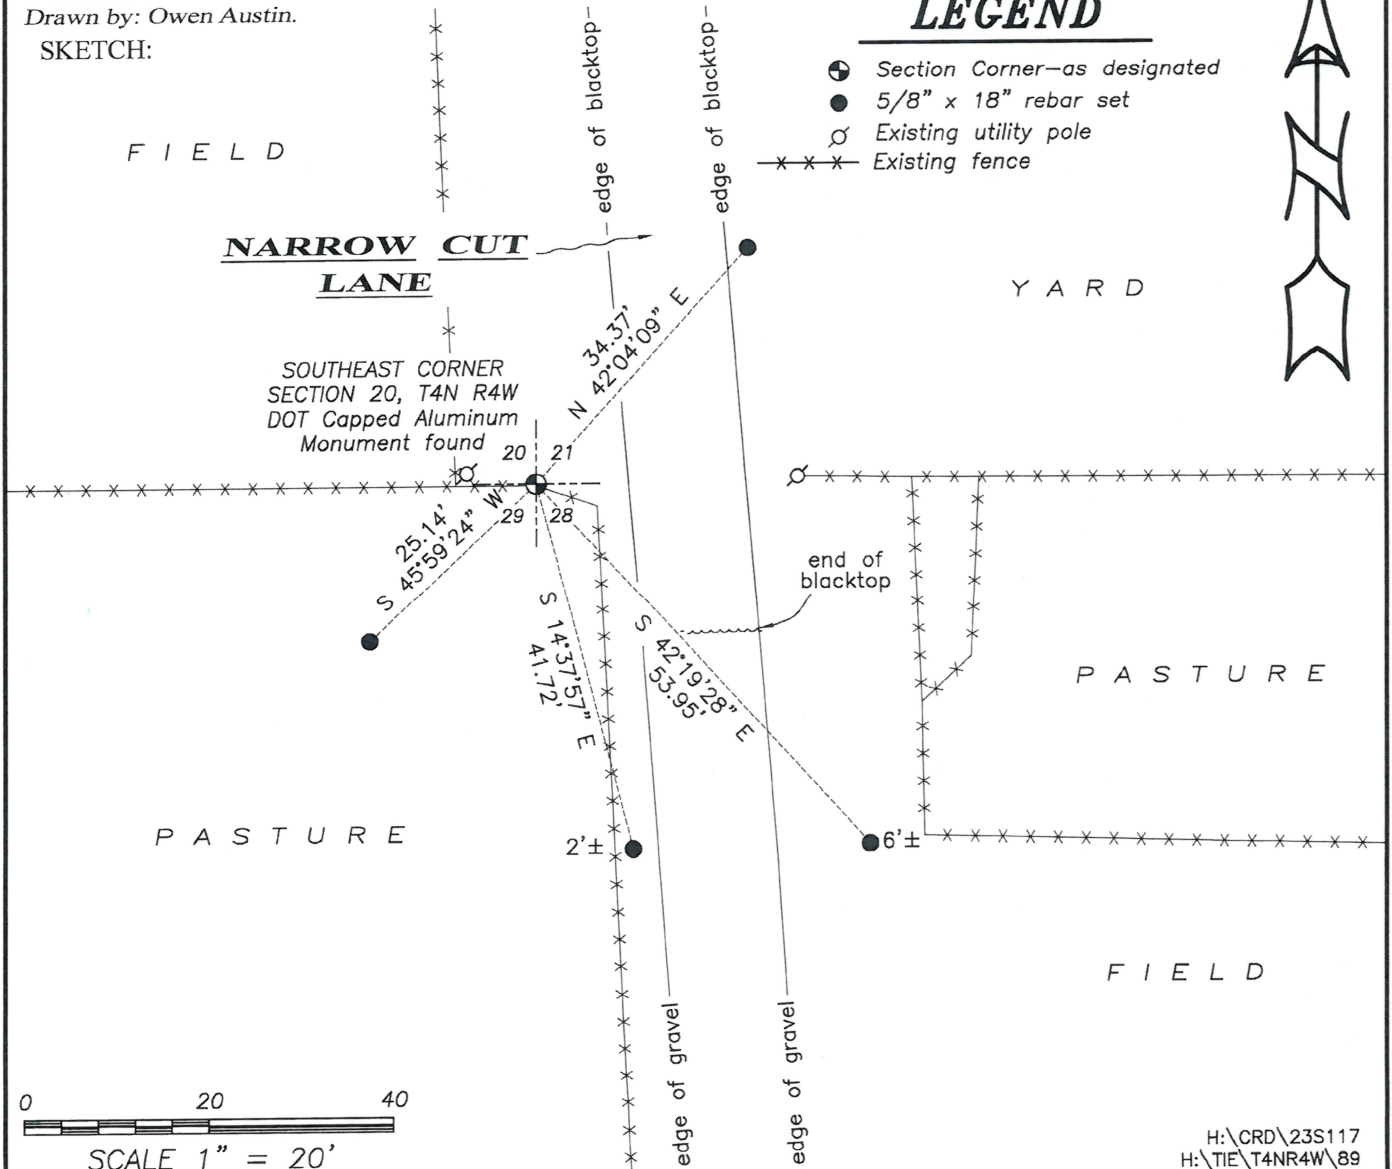 Drawn by: Owen Austin.
SKETCH:
LEGEND
Section Corner—as designated
5/8" x 18" rebar set
Existing utility pole
Existing fence
edge of blacktop
edge of blacktop
FIELD
NARROW CUT
LANE
YARD
34.37'
N 42°04'09" E
SOUTHEAST CORNER
SECTION 20, T4N R4W
DOT Capped Aluminum
Monument found
20 21
29 28
25.14'
S 45°59'24" W
end of
blacktop
S 14°37'57" E
41.72'
S 42°19'28" E
53.95'
PASTURE
PASTURE
2'±
6'±
FIELD
edge of gravel
edge of gravel
0 20 40
SCALE 1" = 20'
H:\CRD\23S117
H:\TIE\T4NR4W\89